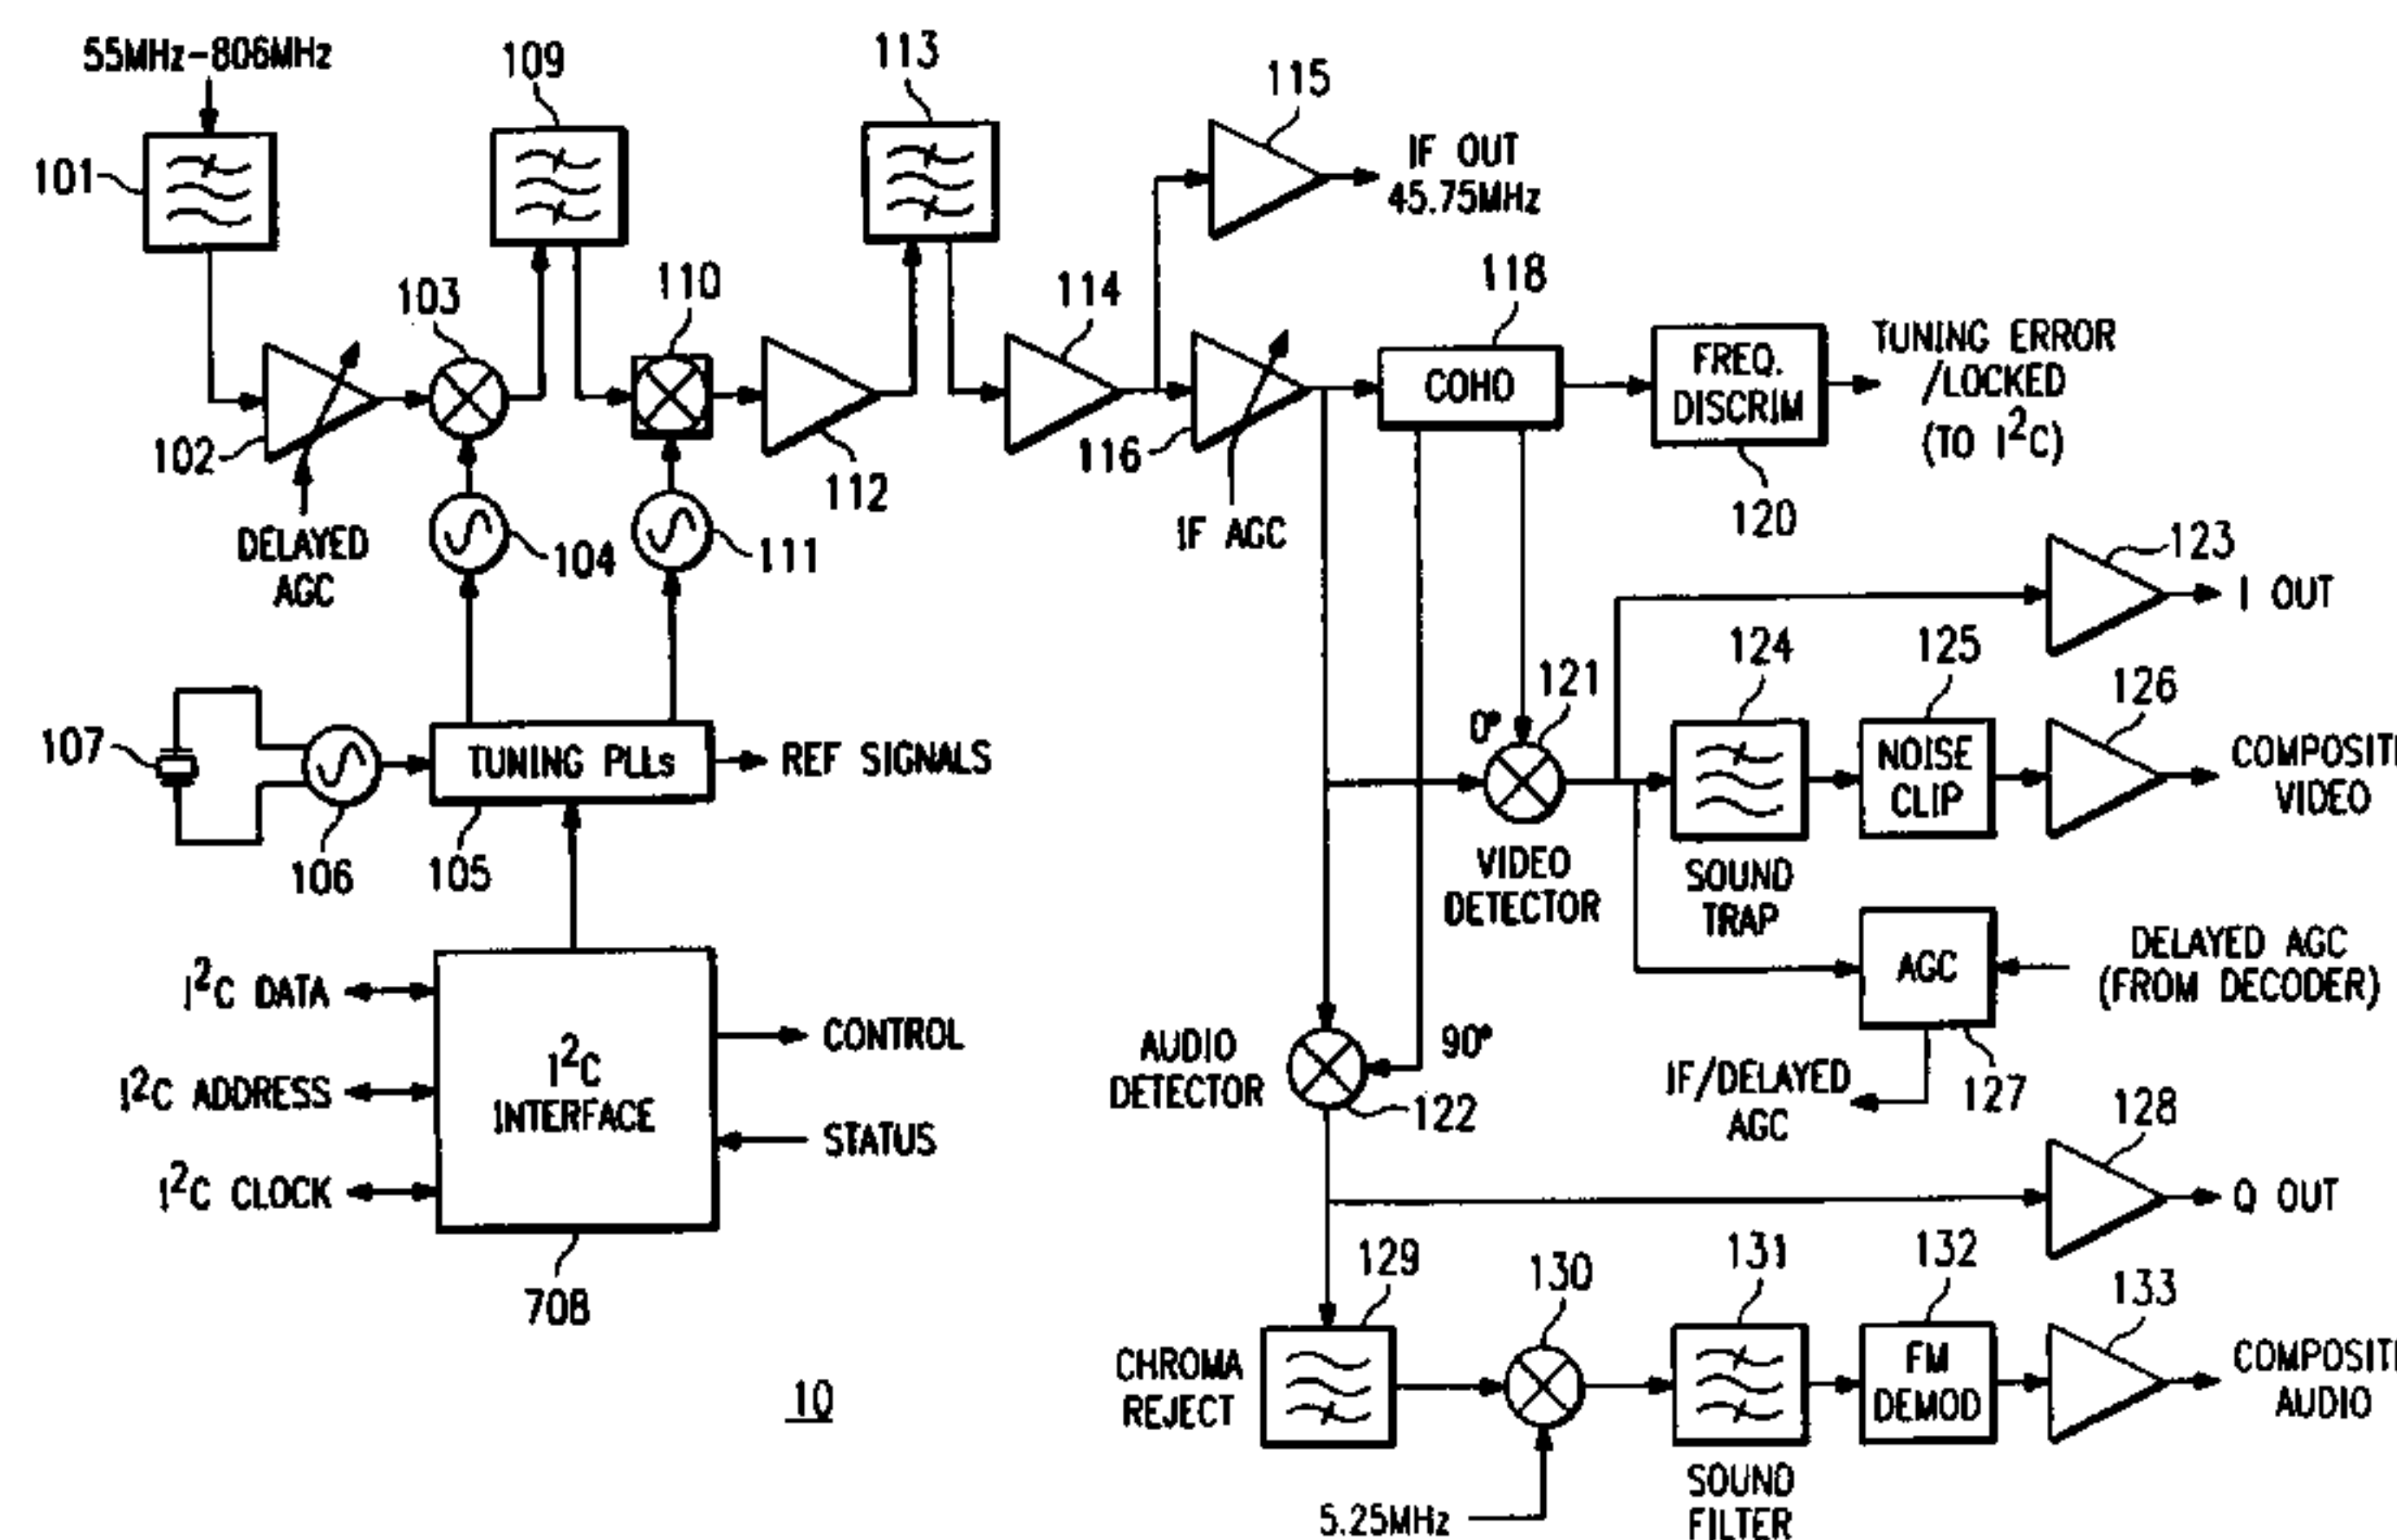 55MHz-806MHz
109
113
115
101
IF OUT
45.75MHz
103
110
114
118
COHO
FREQ.
DISCRIM
TUNING ERROR
/LOCKED
(TO I²C)
102
112
116
120
DELAYED
AGC
104
111
IF AGC
123
I OUT
124
125
121
126
107
TUNING PLLs
REF SIGNALS
0°
NOISE
CLIP
VIDEO
106
105
VIDEO
DETECTOR
SOUND
TRAP
AGC
DELAYED AGC
(FROM DECODER)
I²C DATA
I²C ADDRESS
I²C CLOCK
I²C
INTERFACE
CONTROL
STATUS
708
AUDIO
DETECTOR
90°
122
IF/DELAYED
AGC
127
128
Q OUT
129
130
131
132
133
CHROMA
REJECT
FM
DEMOD
AUDIO
10
5.25MHz
SOUND
FILTER